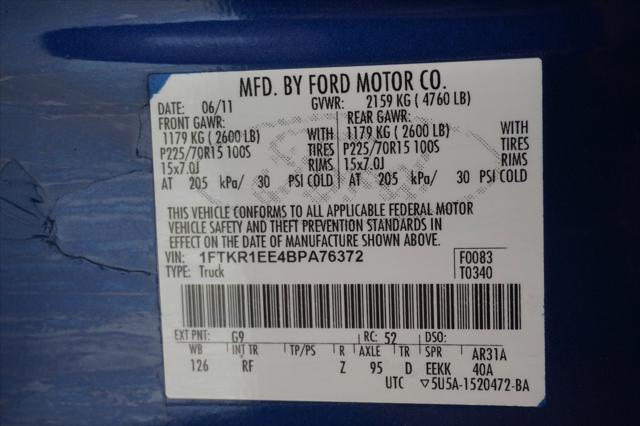 MFD. BY FORD MOTOR CO.
DATE: 06/11 GVWR: 2159 KG ( 4760 LB)
FRONT GAWR: REAR GAWR:
1179 KG ( 2600 LB) WITH 1179 KG ( 2600 LB) WITH
P225/70R15 100S TIRES P225/70R15 100S TIRES
15x7.0J RIMS 15x7.0J RIMS
AT 205 kPa/ 30 PSI COLD AT 205 kPa/ 30 PSI COLD
THIS VEHICLE CONFORMS TO ALL APPLICABLE FEDERAL MOTOR
VEHICLE SAFETY AND THEFT PREVENTION STANDARDS IN
EFFECT ON THE DATE OF MANUFACTURE SHOWN ABOVE.
VIN: 1FTKR1EE4BPA76372 F0083
TYPE: Truck T0340
EXT PNT: G9 RC: 52 DSO:
WB INT TR TP/PS R AXLE TR SPR AR31A
126 RF Z 95 D EEKK 40A
UTC ▽5U5A-1520472-BA